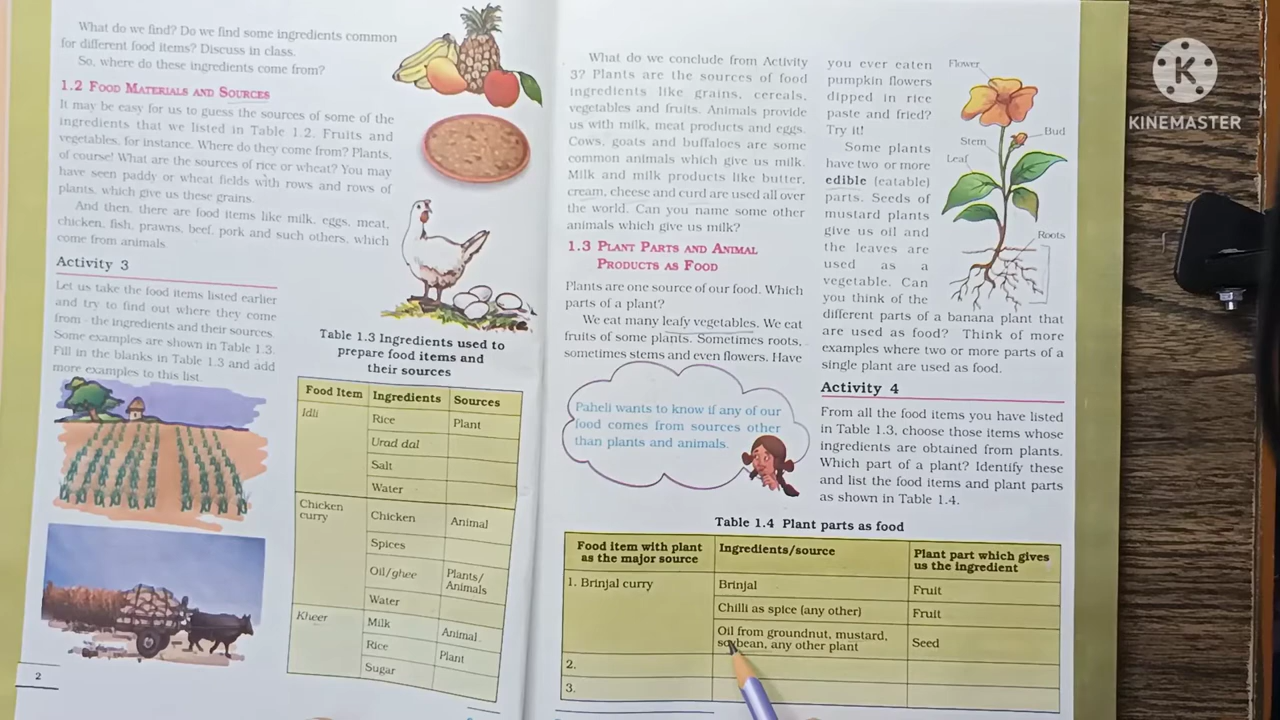 What do we find? Do we find some ingredients common
for different food items? Discuss in class.
So, where do these ingredients come from?
1.2 FOOD MATERIALS AND SOURCES
It may be easy for us to guess the sources of some of the
ingredients that we listed in Table 1.2. Fruits and
vegetables, for instance. Where do they come from? Plants,
of course! What are the sources of rice or wheat? You may
have seen paddy or wheat fields with rows and rows of
plants, which give us these grains.
And then, there are food items like milk, eggs, meat,
chicken, fish, prawns, beef, pork and such others, which
come from animals.
Activity 3
Let us take the food items listed earlier
and try to find out where they come
from - the ingredients and their sources.
Some examples are shown in Table 1.3.
Fill in the blanks in Table 1.3 and add
more examples to this list.
Table 1.3 Ingredients used to
prepare food items and
their sources
Food Item Ingredients Sources
Idli Rice Plant
Urad dal
Salt
Water
Chicken
curry Chicken Animal
Spices
Oil/ghee Plants/
Animals
Water
Kheer Milk Animal
Rice Plant
Sugar
2
What do we conclude from Activity
3? Plants are the sources of food
ingredients like grains, cereals,
vegetables and fruits. Animals provide
us with milk, meat products and eggs.
Cows, goats and buffaloes are some
common animals which give us milk.
Milk and milk products like butter,
cream, cheese and curd are used all over
the world. Can you name some other
animals which give us milk?
1.3 PLANT PARTS AND ANIMAL
PRODUCTS AS FOOD
Plants are one source of our food. Which
parts of a plant?
We eat many leafy vegetables. We eat
fruits of some plants. Sometimes roots,
sometimes stems and even flowers. Have
Paheli wants to know if any of our
food comes from sources other
than plants and animals.
you ever eaten
pumpkin flowers
dipped in rice
paste and fried?
Try it!
Some plants
have two or more
edible (eatable)
parts. Seeds of
mustard plants
give us oil and
the leaves are
used as a
vegetable. Can
you think of the
different parts of a banana plant that
are used as food? Think of more
examples where two or more parts of a
single plant are used as food.
Flower
Bud
Stem
Leaf
Roots
Activity 4
From all the food items you have listed
in Table 1.3, choose those items whose
ingredients are obtained from plants.
Which part of a plant? Identify these
and list the food items and plant parts
as shown in Table 1.4.
Table 1.4 Plant parts as food
Food item with plant
as the major source Ingredients/source Plant part which gives
us the ingredient
1. Brinjal curry Brinjal Fruit
Chilli as spice (any other) Fruit
Oil from groundnut, mustard,
soybean, any other plant Seed
2.
3.
K
KINEMASTER